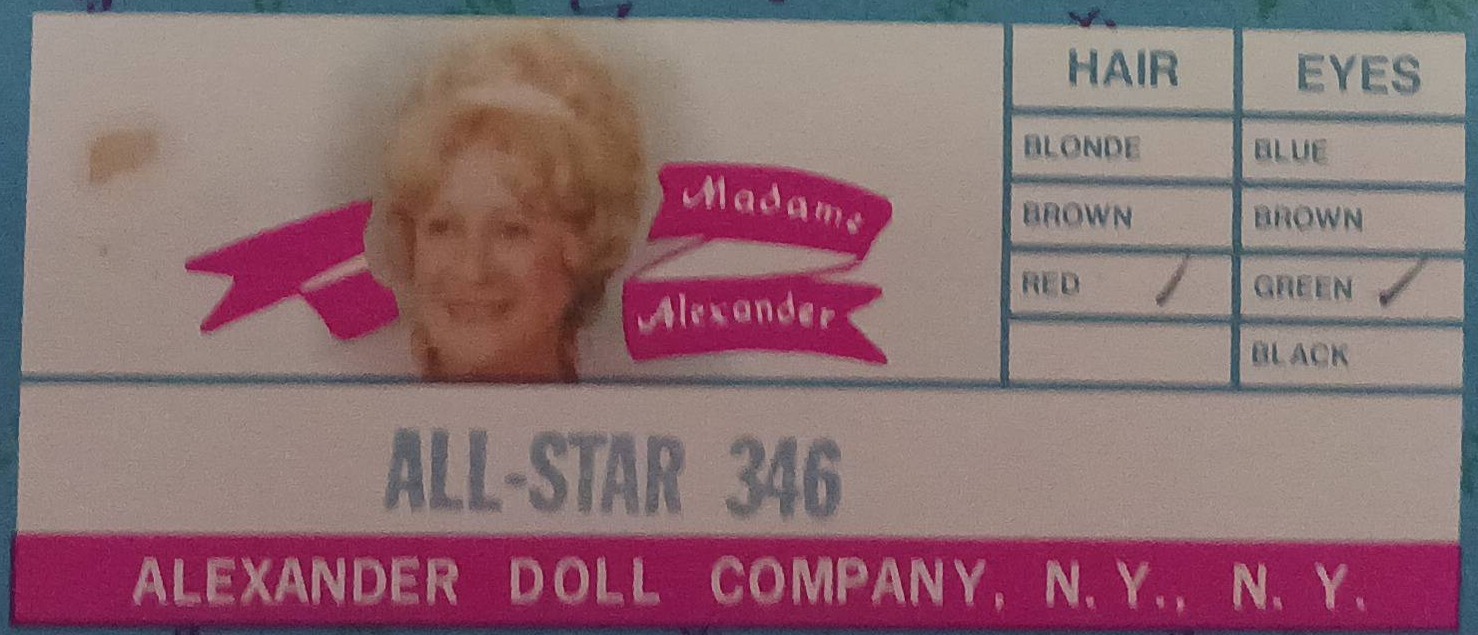 Madame
Alexander
HAIR EYES
BLONDE BLUE
BROWN BROWN
RED GREEN
BLACK
ALL-STAR 346
ALEXANDER DOLL COMPANY, N. Y., N. Y.